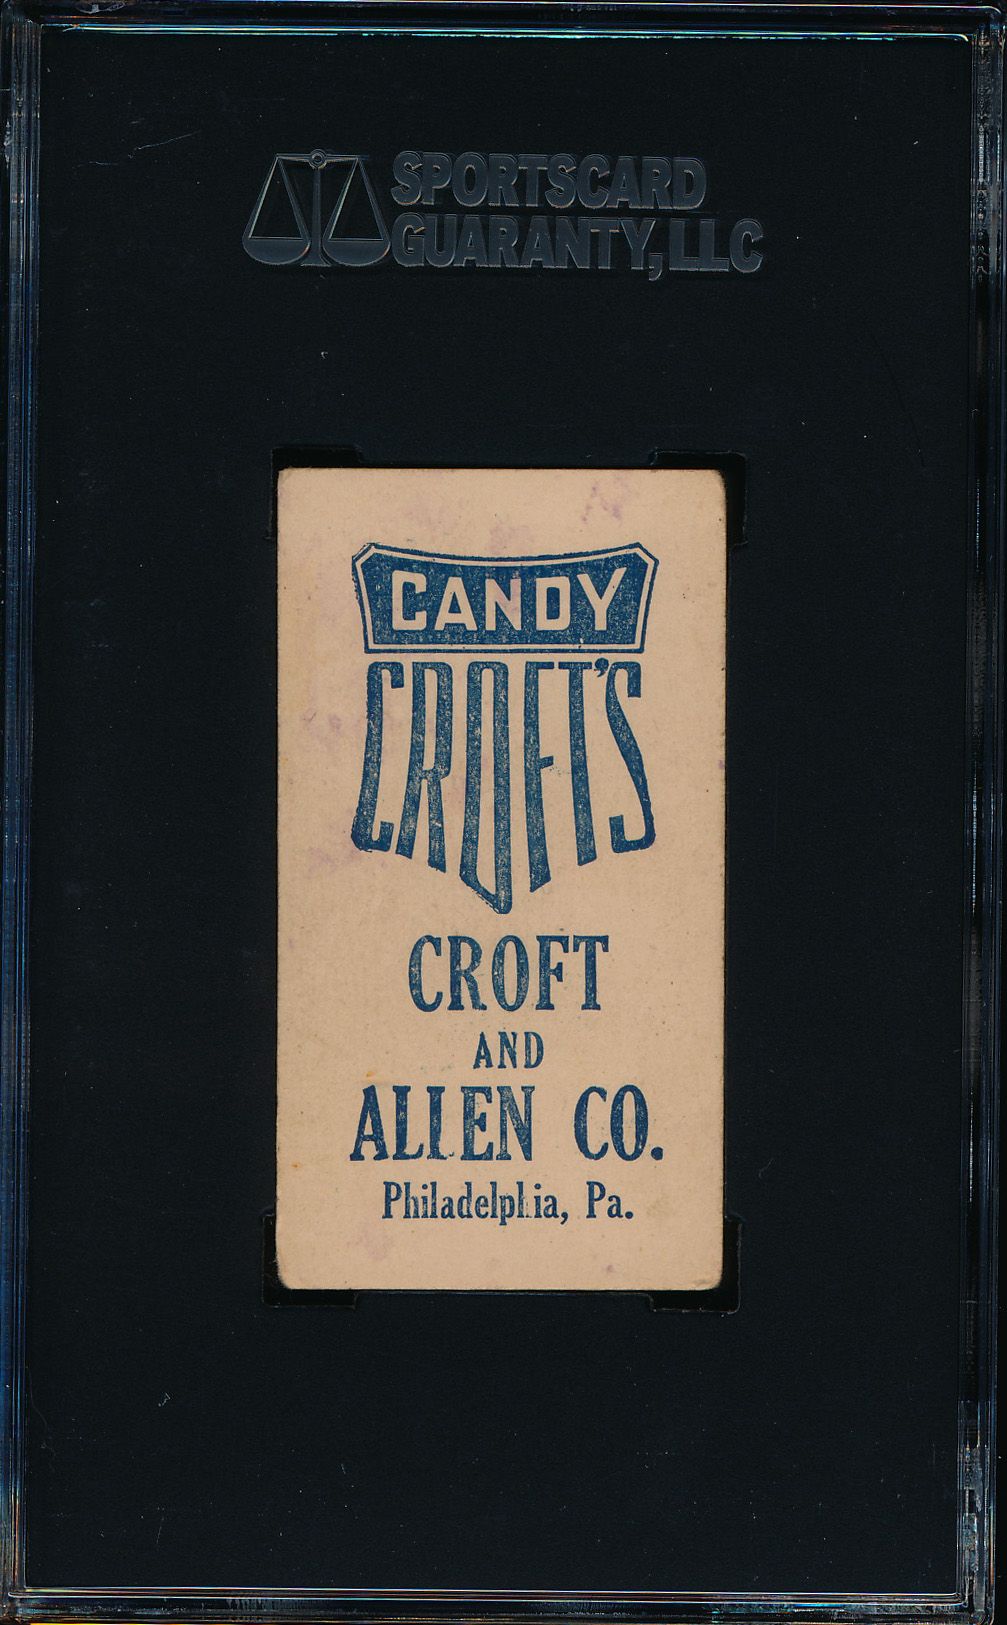 SPORTSCARD
GUARANTY, LLC
CANDY
CROFT'S
CROFT
AND
ALLEN CO.
Philadelphia, Pa.